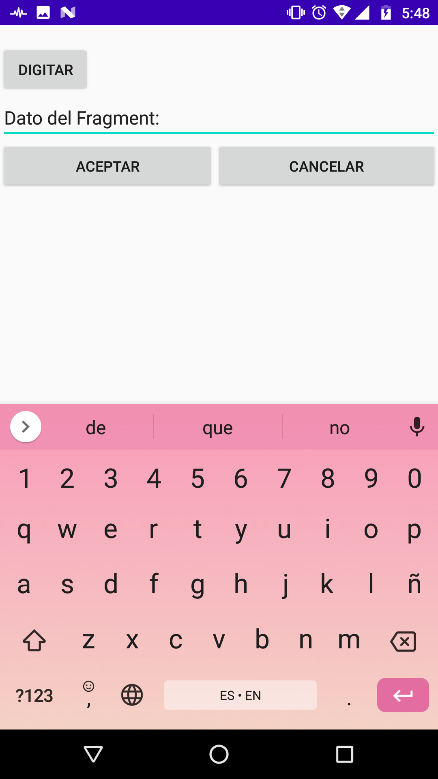 5:48
DIGITAR
Dato del Fragment:
ACEPTAR CANCELAR
de que no
1 2 3 4 5 6 7 8 9 0
q w e r t y u i o p
a s d f g h j k l ñ
z x c v b n m
?123 , ES • EN .